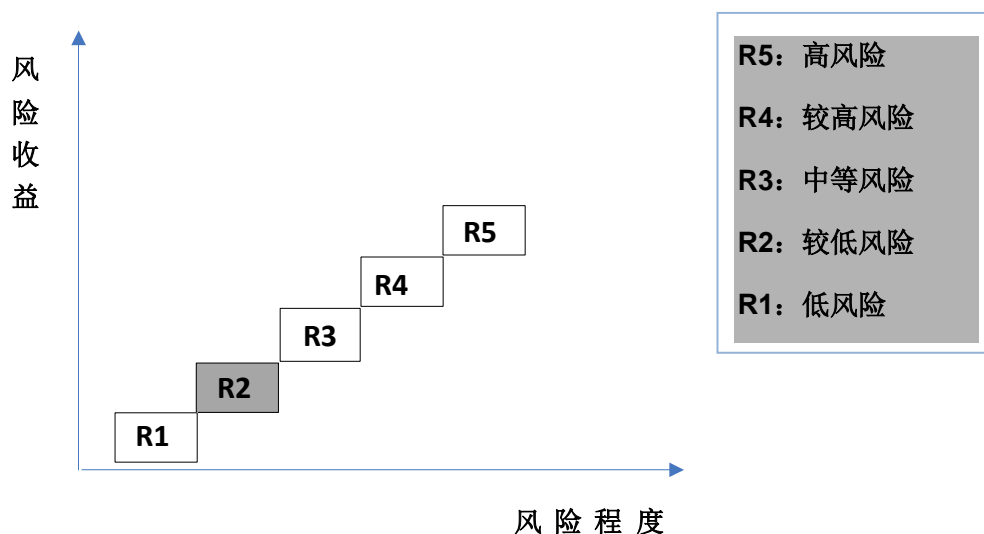 风险收益
R5
R4
R3
R2
R1
风险程度
R5：高风险
R4：较高风险
R3：中等风险
R2：较低风险
R1：低风险